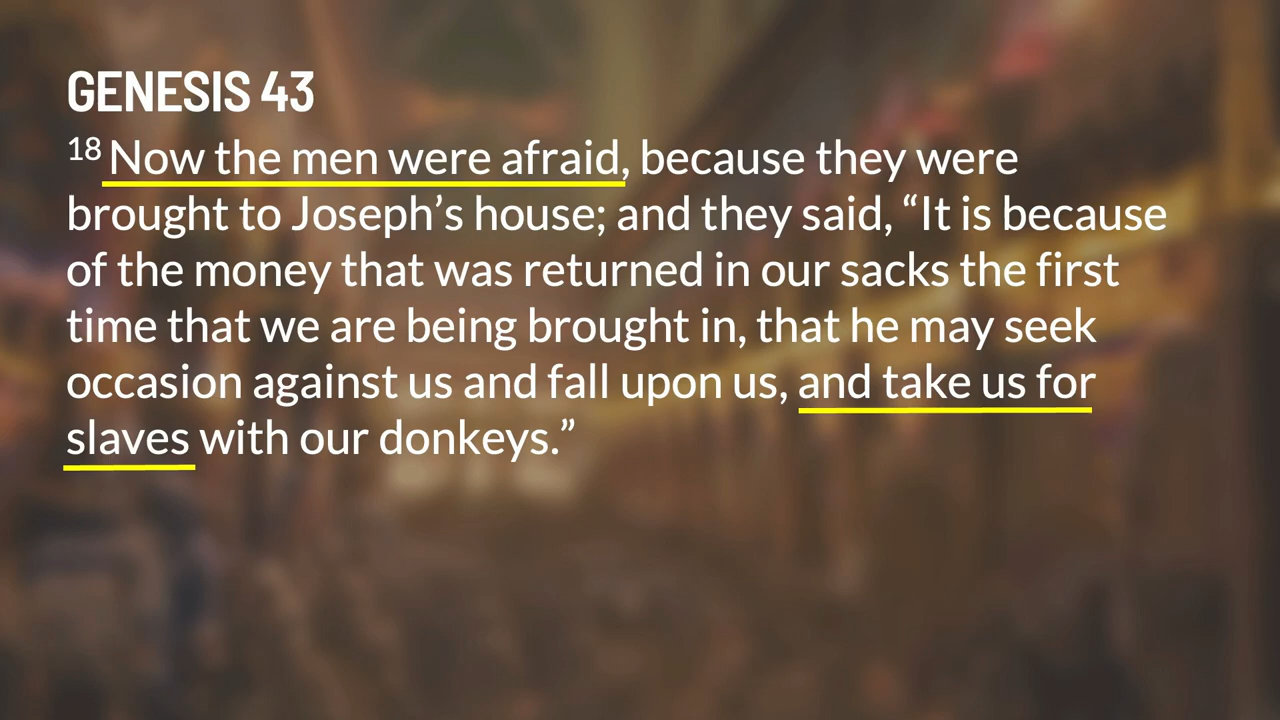 GENESIS 43
18 Now the men were afraid, because they were
brought to Joseph’s house; and they said, “It is because
of the money that was returned in our sacks the first
time that we are being brought in, that he may seek
occasion against us and fall upon us, and take us for
slaves with our donkeys.”